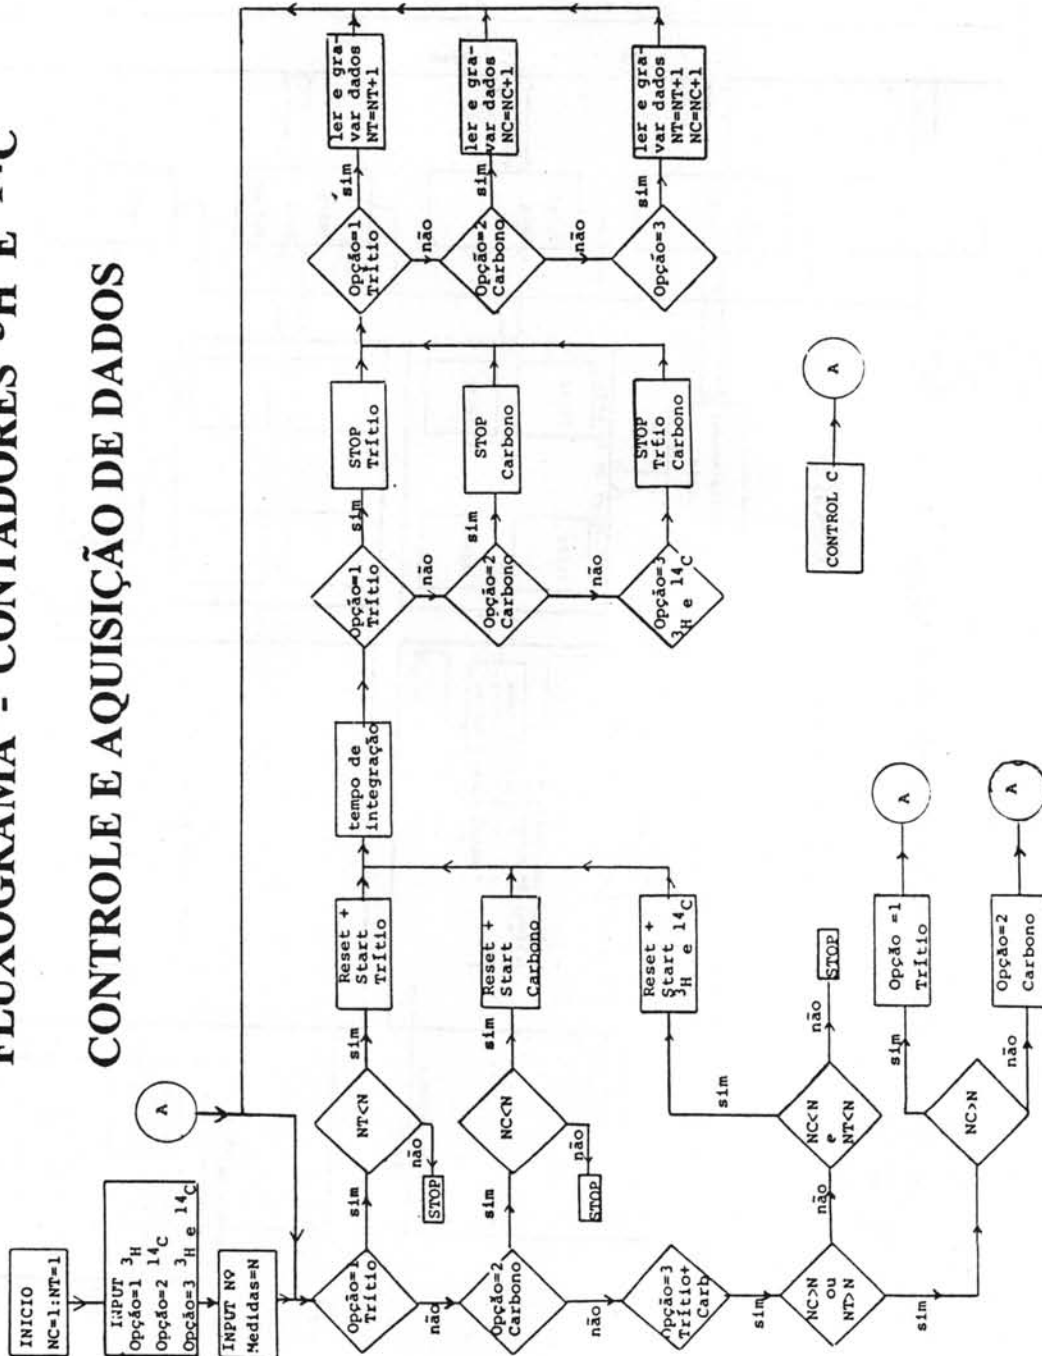 FLUXOGRAMA - CONTADORES ³H E ¹⁴C
CONTROLE E AQUISIÇÃO DE DADOS
INICIO
NC=1:NT=1
INPUT
Opção=1 ³H
Opção=2 ¹⁴C
Opção=3 ³H e ¹⁴C
INPUT Nº
Medidas=N
A
Opção=1
Trítio
sim
não
NT<N
sim
não
STOP
Reset +
Start
Trítio
tempo de
integração
Opção=1
Trítio
sim
não
STOP
Trítio
Opção=1
Trítio
sim
não
ler e gra-
var dados
NT=NT+1
Opção=2
Carbono
sim
não
NC<N
sim
não
STOP
Reset +
Start
Carbono
Opção=2
Carbono
sim
não
STOP
Carbono
Opção=2
Carbono
sim
não
ler e gra-
var dados
NC=NC+1
Opção=3
Trítio+
Carb
sim
Reset +
Start
³H e ¹⁴C
Opção=3
³H e ¹⁴C
STOP
Trtio
Carbono
Opção=3
sim
ler e gra-
var dados
NT=NT+1
NC=NC+1
NC>N
ou
NT>N
não
sim
NC<N
e
NT<N
sim
não
STOP
CONTROL C
A
NC>N
sim
não
Opção =1
Trítio
A
Opção=2
Carbono
A